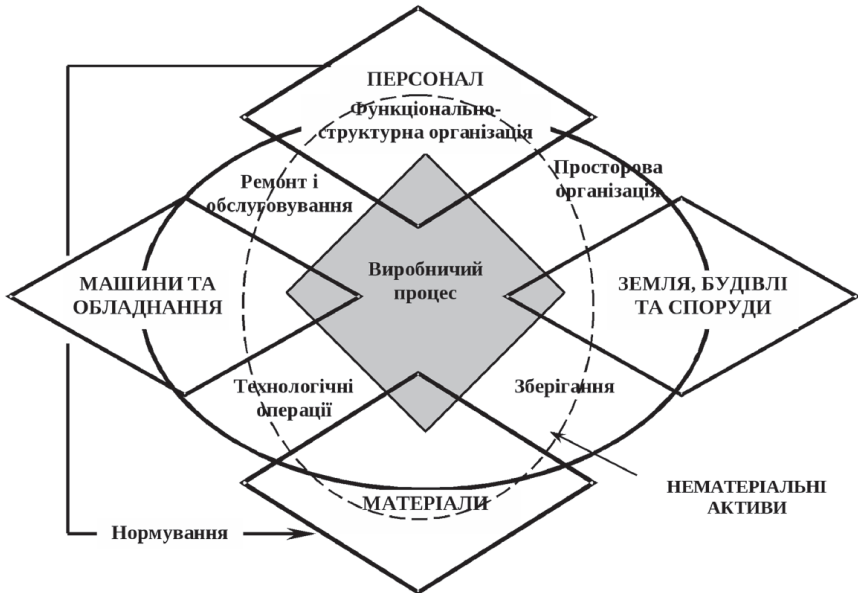 ПЕРСОНАЛ
Функціонально-
структурна організація
Ремонт і
обслуговування
Просторова
організація
Виробничий
процес
МАШИНИ ТА
ОБЛАДНАННЯ
ЗЕМЛЯ, БУДІВЛІ
ТА СПОРУДИ
Технологічні
операції
Зберігання
МАТЕРІАЛИ
НЕМАТЕРІАЛЬНІ
АКТИВИ
Нормування